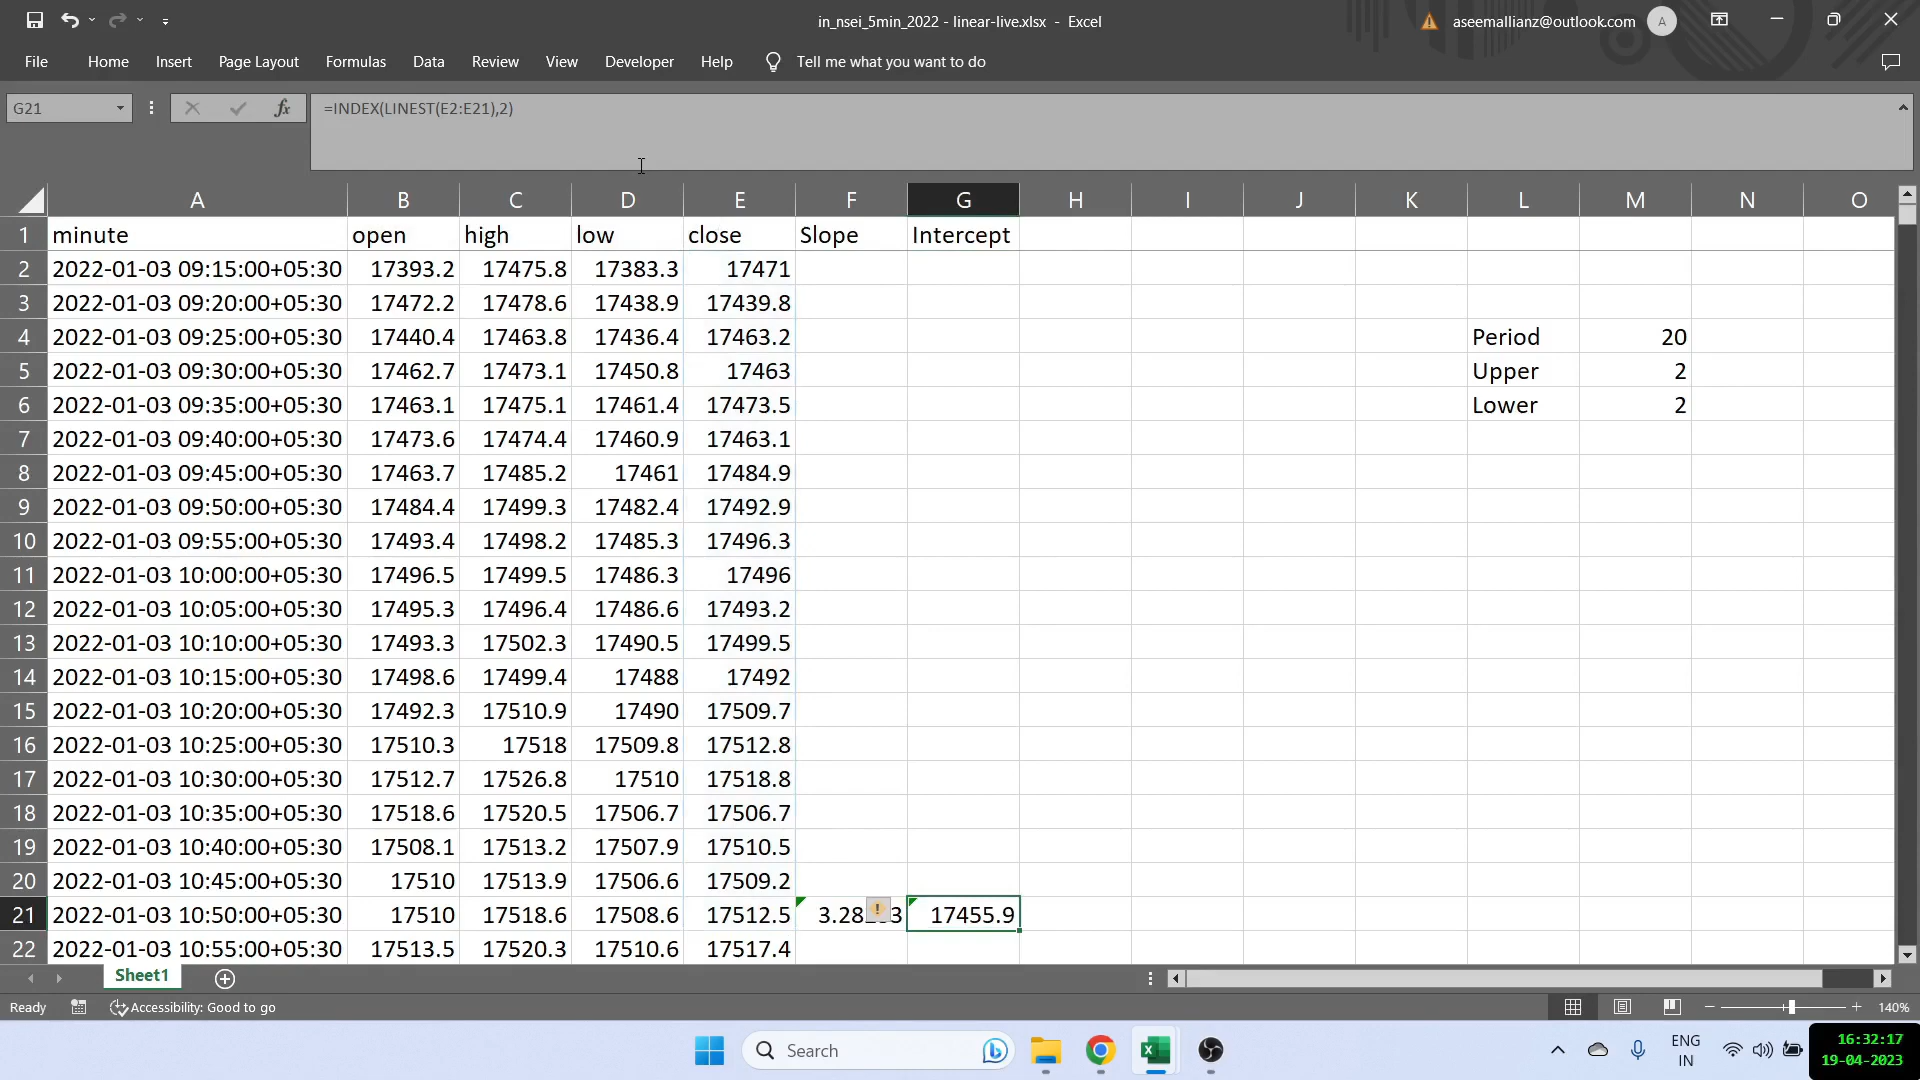 in_nsei_5min_2022 - linear-live.xlsx - Excel
aseemallianz@outlook.com A
File Home Insert Page Layout Formulas Data Review View Developer Help Tell me what you want to do
G21 fx =INDEX(LINEST(E2:E21),2)
A B C D E F G H I J K L M N O
1 minute open high low close Slope Intercept
2 2022-01-03 09:15:00+05:30 17393.2 17475.8 17383.3 17471
3 2022-01-03 09:20:00+05:30 17472.2 17478.6 17438.9 17439.8
4 2022-01-03 09:25:00+05:30 17440.4 17463.8 17436.4 17463.2 Period 20
5 2022-01-03 09:30:00+05:30 17462.7 17473.1 17450.8 17463 Upper 2
6 2022-01-03 09:35:00+05:30 17463.1 17475.1 17461.4 17473.5 Lower 2
7 2022-01-03 09:40:00+05:30 17473.6 17474.4 17460.9 17463.1
8 2022-01-03 09:45:00+05:30 17463.7 17485.2 17461 17484.9
9 2022-01-03 09:50:00+05:30 17484.4 17499.3 17482.4 17492.9
10 2022-01-03 09:55:00+05:30 17493.4 17498.2 17485.3 17496.3
11 2022-01-03 10:00:00+05:30 17496.5 17499.5 17486.3 17496
12 2022-01-03 10:05:00+05:30 17495.3 17496.4 17486.6 17493.2
13 2022-01-03 10:10:00+05:30 17493.3 17502.3 17490.5 17499.5
14 2022-01-03 10:15:00+05:30 17498.6 17499.4 17488 17492
15 2022-01-03 10:20:00+05:30 17492.3 17510.9 17490 17509.7
16 2022-01-03 10:25:00+05:30 17510.3 17518 17509.8 17512.8
17 2022-01-03 10:30:00+05:30 17512.7 17526.8 17510 17518.8
18 2022-01-03 10:35:00+05:30 17518.6 17520.5 17506.7 17506.7
19 2022-01-03 10:40:00+05:30 17508.1 17513.2 17507.9 17510.5
20 2022-01-03 10:45:00+05:30 17510 17513.9 17506.6 17509.2
21 2022-01-03 10:50:00+05:30 17510 17518.6 17508.6 17512.5 17455.9
22 2022-01-03 10:55:00+05:30 17513.5 17520.3 17510.6 17517.4
Sheet1
Ready Accessibility: Good to go 140%
Search
ENG
IN
16:32:17
19-04-2023